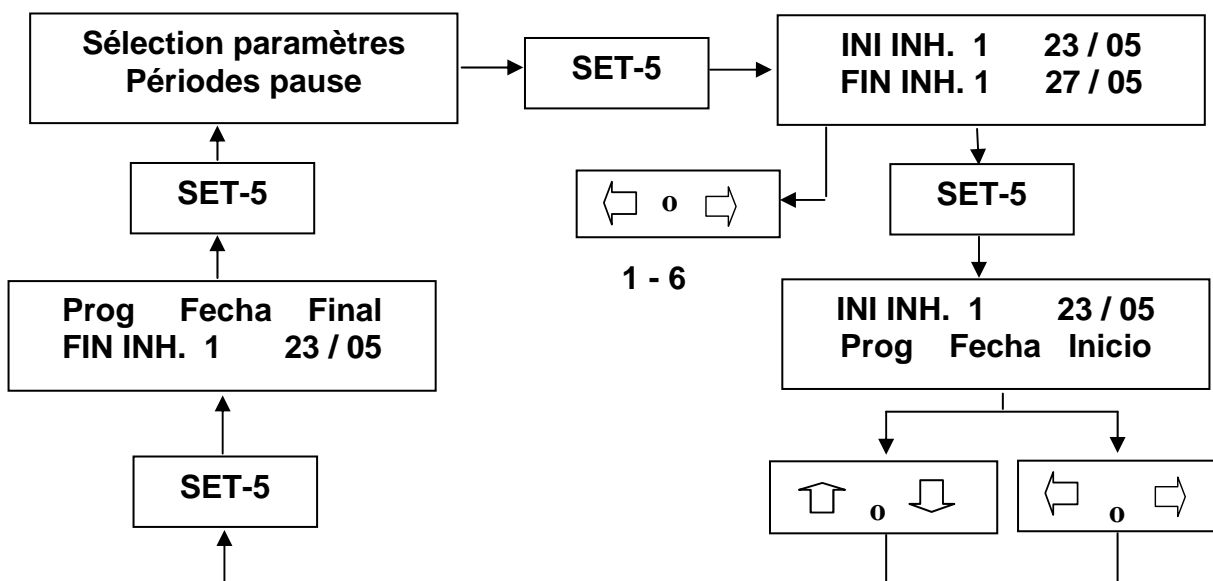 Sélection paramètres
Périodes pause
SET-5
INI INH. 1 23 / 05
FIN INH. 1 27 / 05
SET-5
o
SET-5
1 - 6
Prog Fecha Final
FIN INH. 1 23 / 05
INI INH. 1 23 / 05
Prog Fecha Inicio
SET-5
o
o